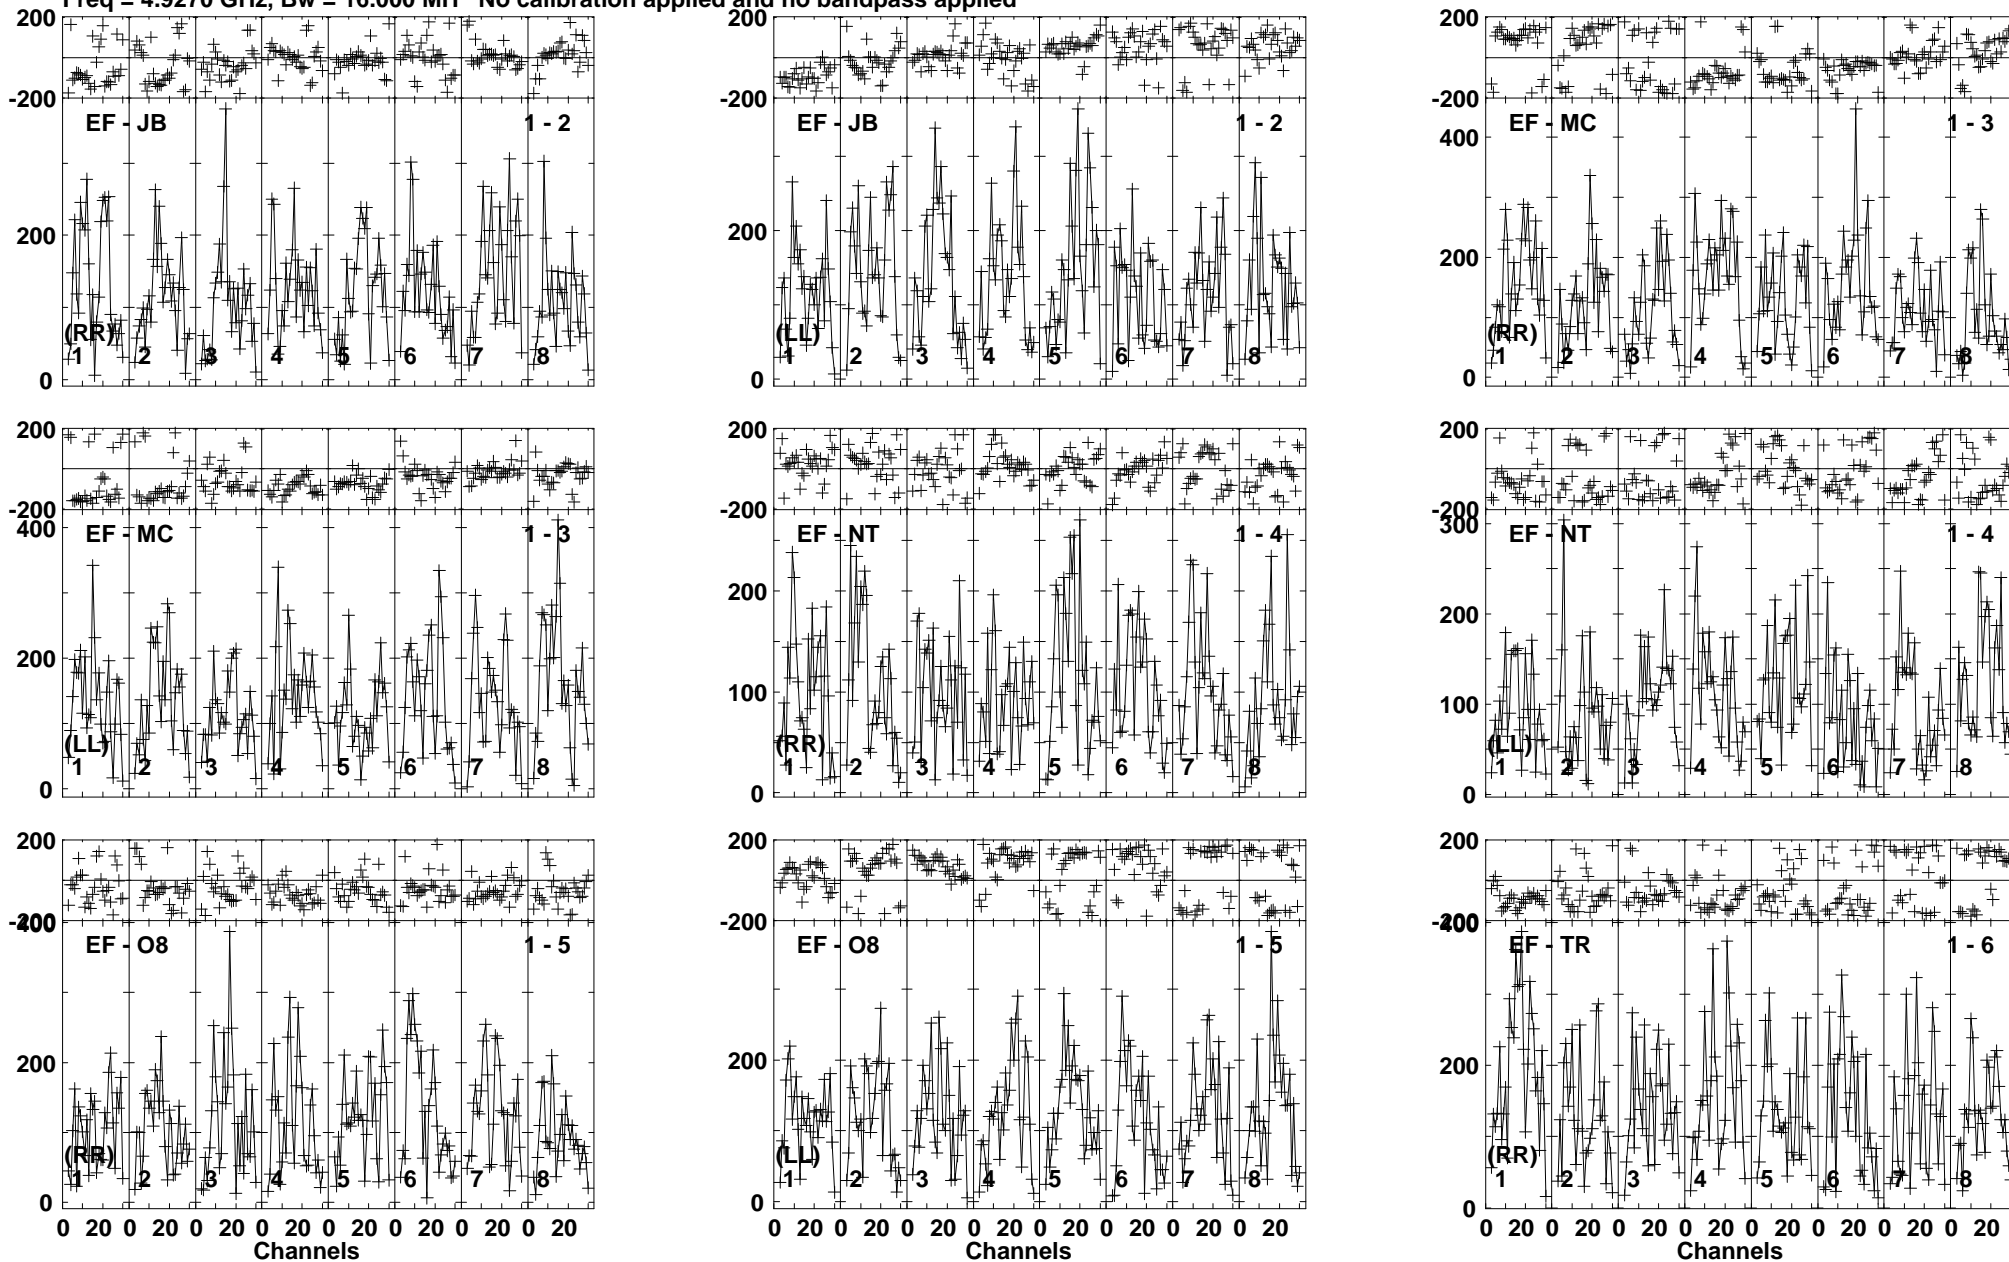 Freq = 4.9270 GHz, Bw = 16.000 MH No calibration applied and no bandpass applied
200 200 200
-200 -200 -200
EF - JB 1 - 2 EF - JB 1 - 2 EF - MC 1 - 3
400
200 200 200
(RR) (LL) (RR)
1 2 3 4 5 6 7 8 1 2 3 4 5 6 7 8 1 2 3 4 5 6 7 8
0 0 0
200 200 200
-200 -200 -200
400 300
EF - MC 1 - 3 EF - NT 1 - 4 EF - NT 1 - 4
200 200 200
100 100
(LL) (RR) (LL)
1 2 3 4 5 6 7 8 1 2 3 4 5 6 7 8 1 2 3 4 5 6 7 8
0 0 0
200 200 200
-200 -200 -200
400 400
EF - O8 1 - 5 EF - O8 1 - 5 EF - TR 1 - 6
200 200 200
(RR) (LL) (RR)
1 2 3 4 5 6 7 8 1 2 3 4 5 6 7 8 1 2 3 4 5 6 7 8
0 0 0
0 20 0 20 0 20 0 20 0 20 0 20 0 20 0 20 0 20 0 20 0 20 0 20 0 20 0 20 0 20 0 20 0 20 0 20 0 20 0 20 0 20 0 20 0 20 0 20
Channels Channels Channels